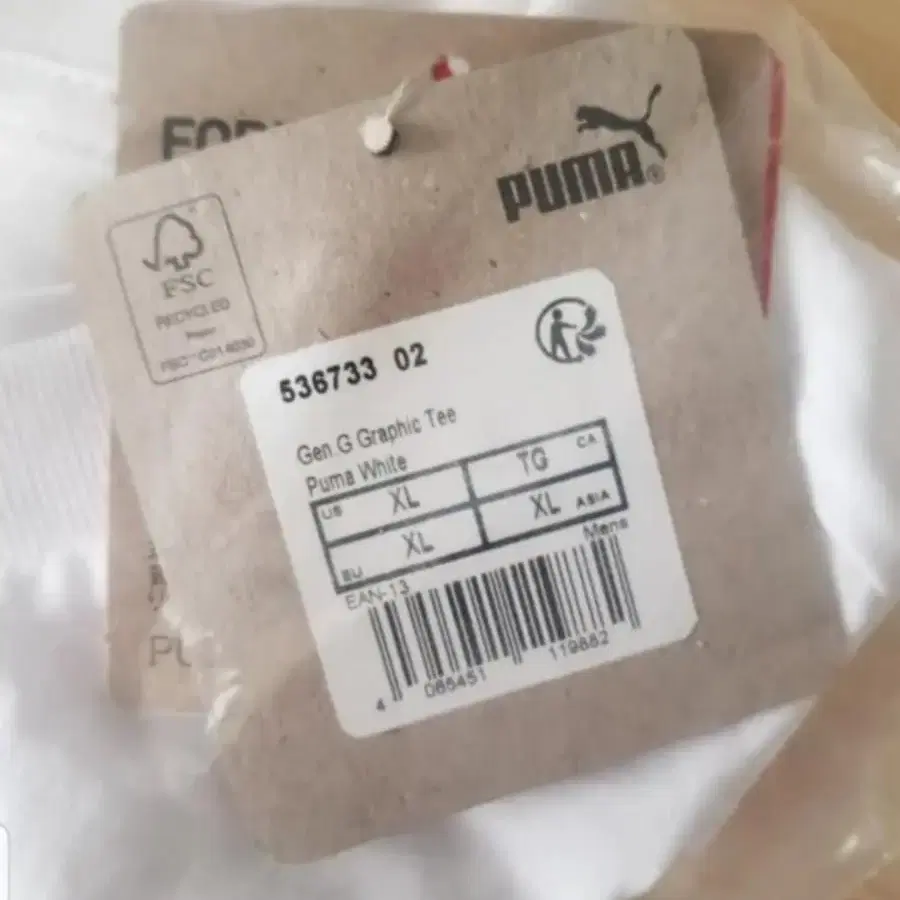 PUMA®
FSC
RECYCLED
Paper
536733 02
Gen G Graphic Tee
Puma White
US XL TG CA
EU XL XL ASIA
Mens
EAN-13
4 065451 119882